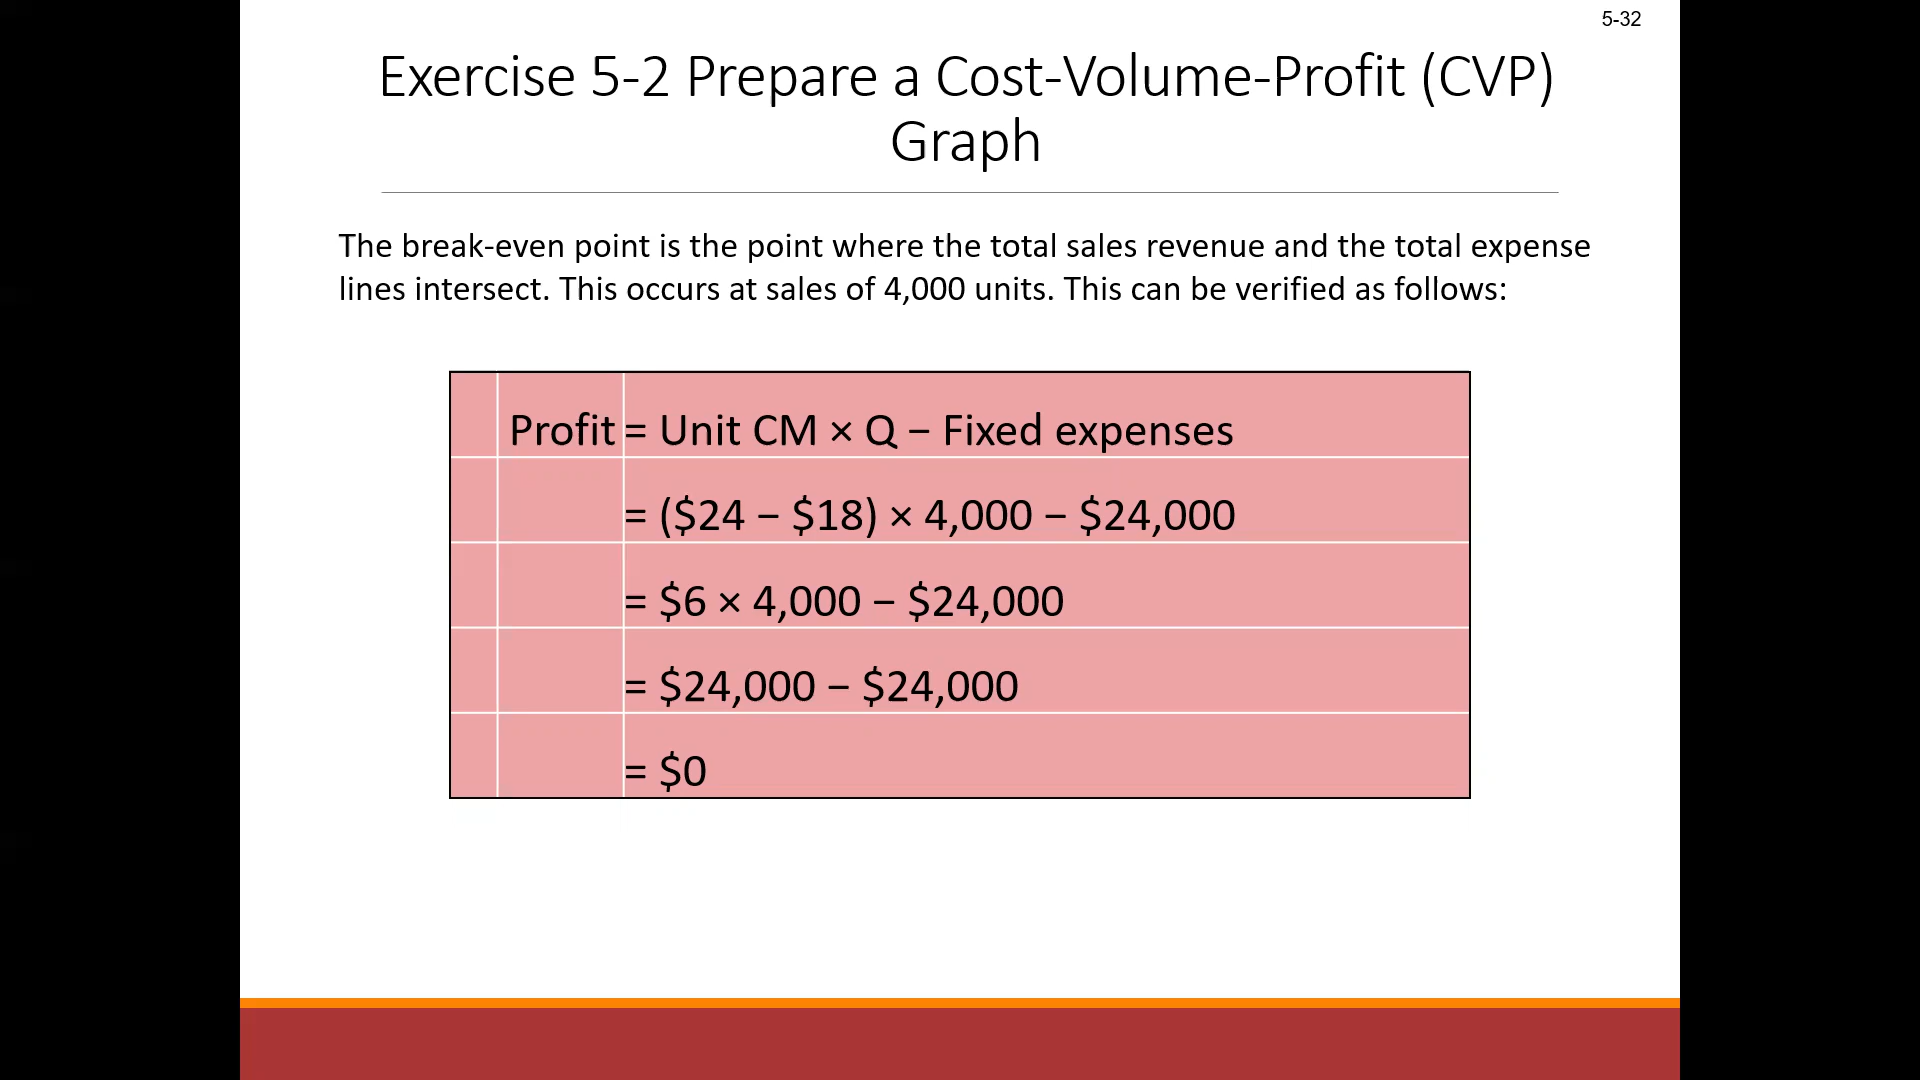 5-32
Exercise 5-2 Prepare a Cost-Volume-Profit (CVP)
Graph
The break-even point is the point where the total sales revenue and the total expense
lines intersect. This occurs at sales of 4,000 units. This can be verified as follows:
Profit = Unit CM × Q − Fixed expenses
= ($24 − $18) × 4,000 − $24,000
= $6 × 4,000 − $24,000
= $24,000 − $24,000
= $0